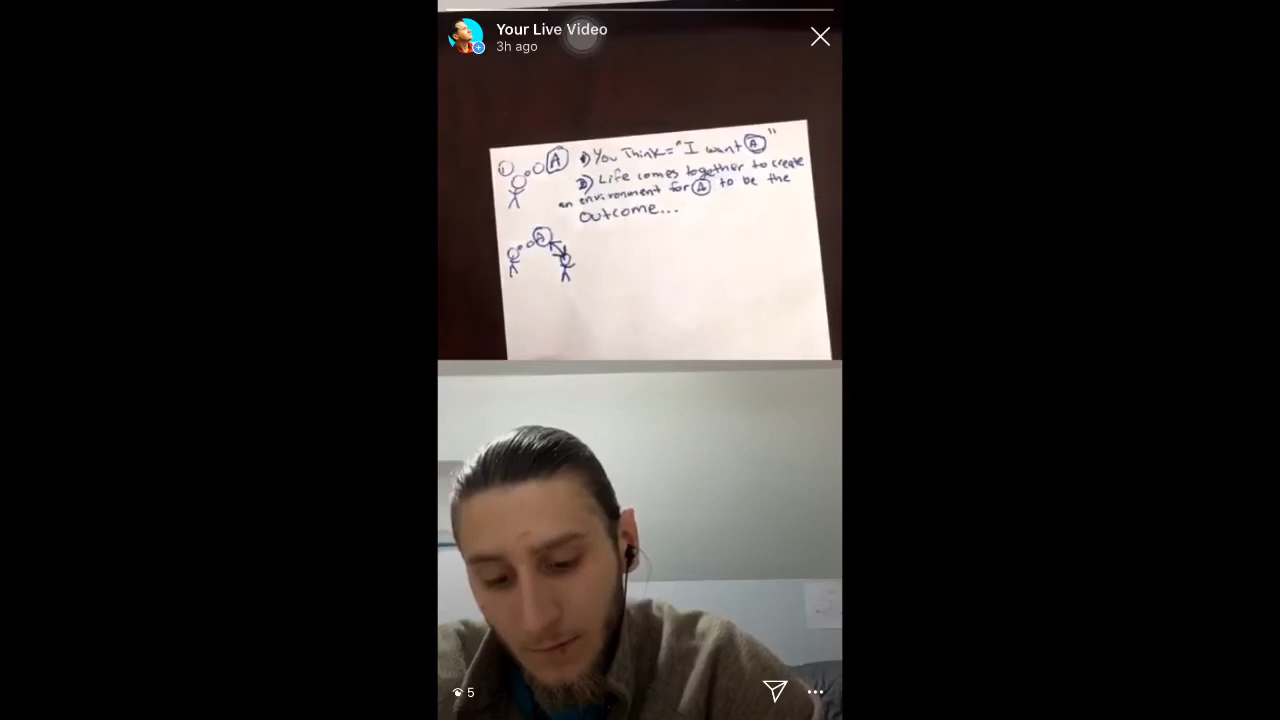 Your Live Video
3h ago
A 1) You Think = "I want A"
2) Life comes together to create
an environment for A to be the
outcome...
A
5